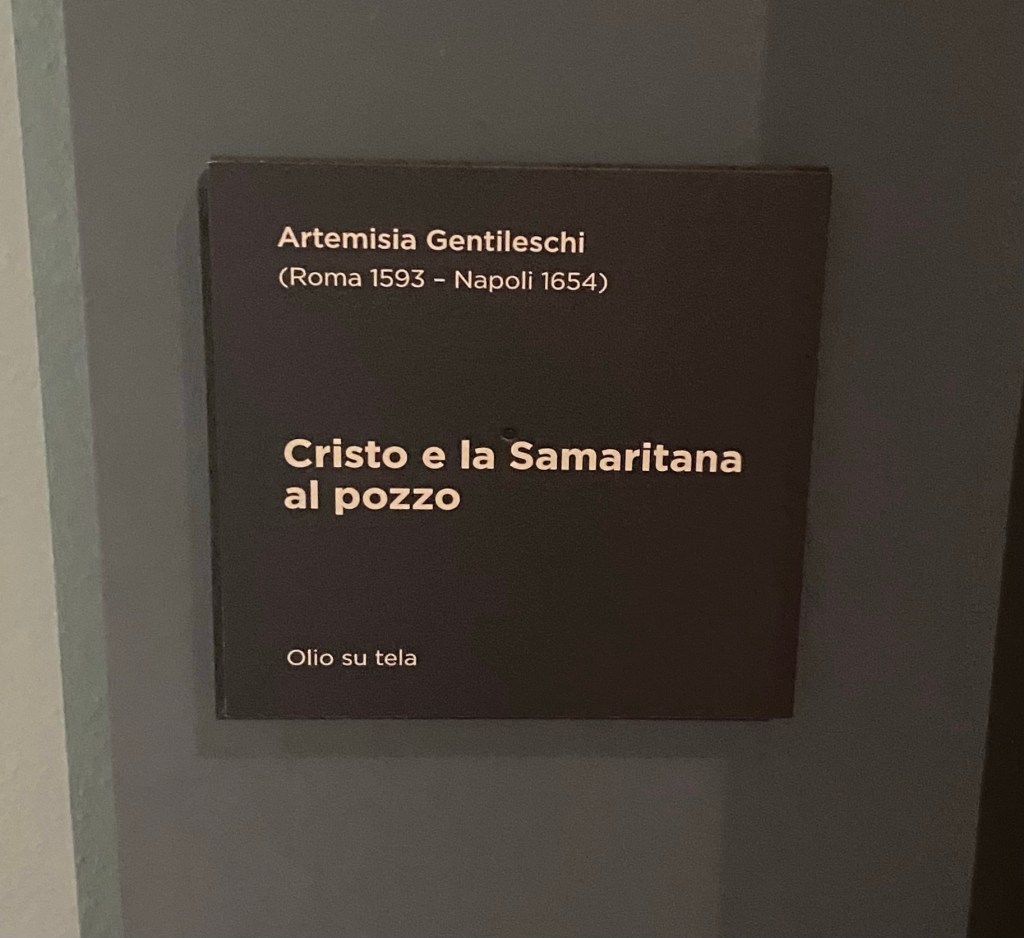 Artemisia Gentileschi
(Roma 1593 – Napoli 1654)
Cristo e la Samaritana
al pozzo
Olio su tela